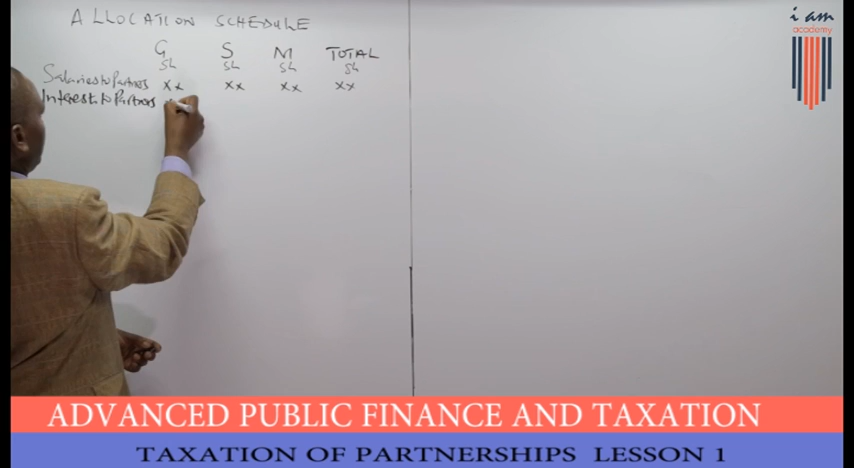 ALLOCATION SCHEDULE
G S M TOTAL
sh sh sh sh
Salaries to Partners xx xx xx xx
Interest to Partners
i am
academy
ADVANCED PUBLIC FINANCE AND TAXATION
TAXATION OF PARTNERSHIPS LESSON 1